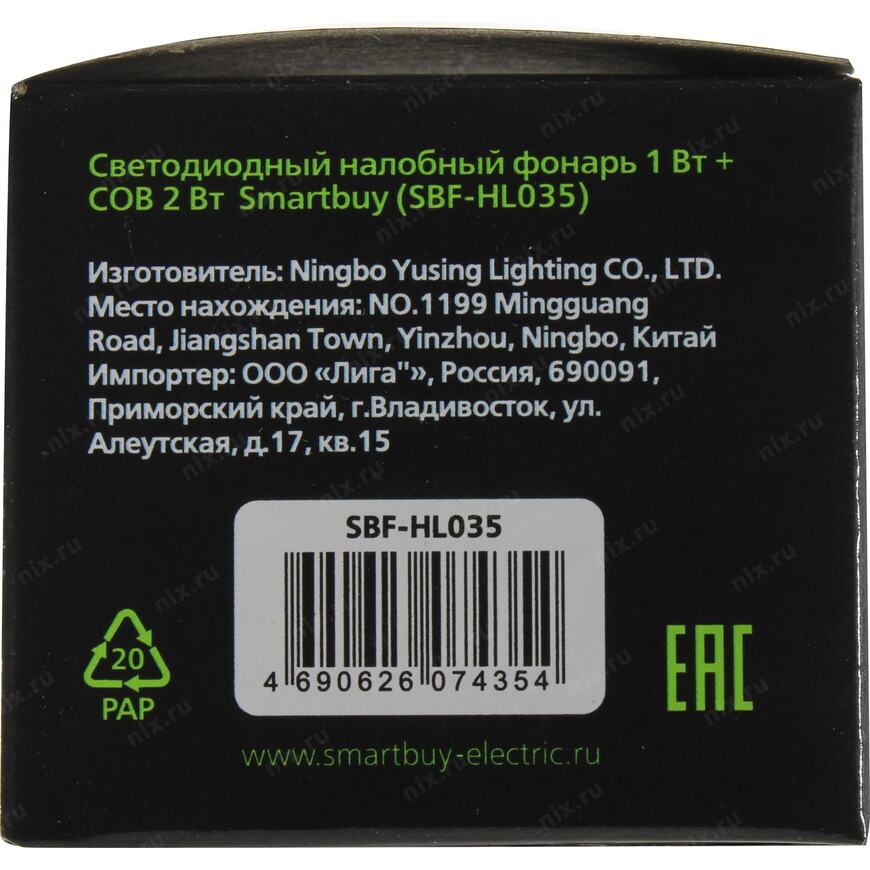 Светодиодный налобный фонарь 1 Вт +
COB 2 Вт Smartbuy (SBF-HL035)
Изготовитель: Ningbo Yusing Lighting CO., LTD.
Место нахождения: NO.1199 Mingguang
Road, Jiangshan Town, Yinzhou, Ningbo, Китай
Импортер: ООО «Лига"», Россия, 690091,
Приморский край, г.Владивосток, ул.
Алеутская, д.17, кв.15
SBF-HL035
4 690626 074354
20
PAP
EAC
www.smartbuy-electric.ru
nix.ru